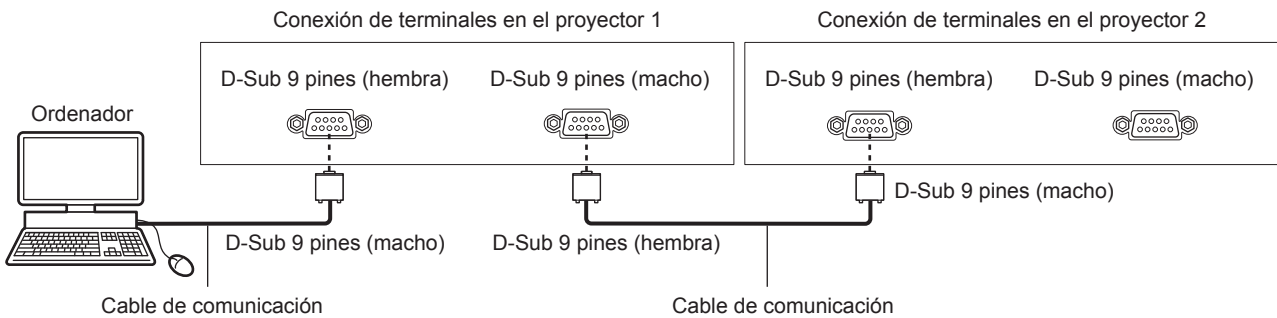 Conexión de terminales en el proyector 1
Conexión de terminales en el proyector 2
D-Sub 9 pines (hembra)
D-Sub 9 pines (macho)
D-Sub 9 pines (hembra)
D-Sub 9 pines (macho)
Ordenador
D-Sub 9 pines (macho)
D-Sub 9 pines (macho)
D-Sub 9 pines (hembra)
Cable de comunicación
Cable de comunicación